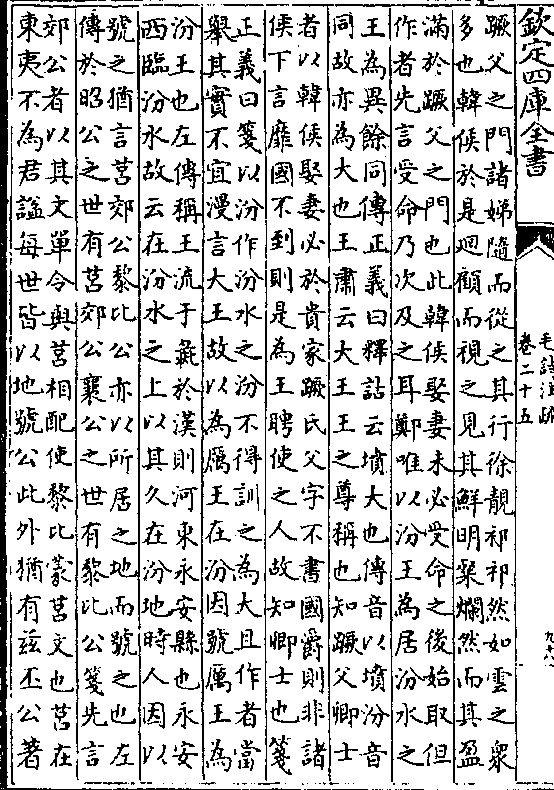 欽定四庫全書
毛詩注疏
卷二十五
蹶父之門諸娣隨而從之其行徐靚祁祁然如雲之衆
多也韓侯於是迴顧而視之見其鮮明粲爛然而其盈
滿於蹶父之門也此韓侯娶妻未必受命之後始取但
作者先言受命乃次及之耳鄭唯以汾王為居汾水之
王為異餘同傳正義曰釋詁云墳大也傳音以墳汾音
同故亦為大也王肅云大王王之尊稱也知蹶父卿士
者以韓侯娶妻必於貴家蹶氏父字不書國爵則非諸
侯下言靡國不到則是為王聘使之人故知卿士也箋
正義曰箋以汾作汾水之汾不得訓之為大且作者當
舉其實不宜漫言大王故以為厲王在汾因號厲王為
汾王也左傳稱王流于彘於漢則河東永安縣也永安
西臨汾水故云在汾水之上以其久在汾地時人因以
號之猶言莒郊公黎比公亦以所居之地而號之也左
傳於昭公之世有莒郊公襄公之世有黎比公箋先言
郊公者以其文單令與莒相配使黎比蒙莒文也莒在
東夷不為君諡每世皆以地號公此外猶有茲丕公著